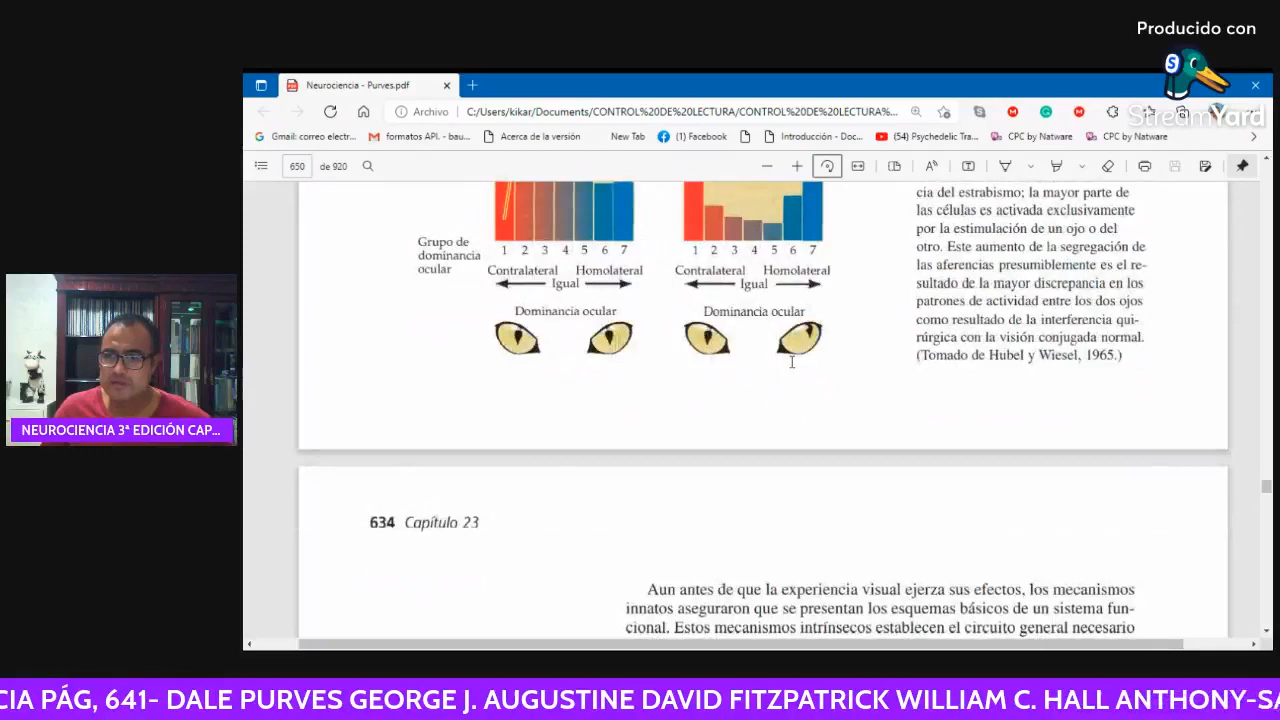 Producido con
StreamYard
Neurociencia - Purves.pdf
Archivo
C:/Users/kikar/Documents/CONTROL%20DE%20LECTURA/CONTROL%20DE%20LECTURA%...
Gmail: correo electr...
formatos API. - bau...
Acerca de la versión
New Tab
(1) Facebook
Introducción - Doc...
(54) Psychedelic Tra...
CPC by Natware
CPC by Natware
650 de 920
Grupo de
dominancia
ocular
1 2 3 4 5 6 7
Contralateral Homolateral
Igual
Dominancia ocular
1 2 3 4 5 6 7
Contralateral Homolateral
Igual
Dominancia ocular
cia del estrabismo; la mayor parte de
las células es activada exclusivamente
por la estimulación de un ojo o del
otro. Este aumento de la segregación de
las aferencias presumiblemente es el re-
sultado de la mayor discrepancia en los
patrones de actividad entre los dos ojos
como resultado de la interferencia qui-
rúrgica con la visión conjugada normal.
(Tomado de Hubel y Wiesel, 1965.)
634 Capítulo 23
Aun antes de que la experiencia visual ejerza sus efectos, los mecanismos
innatos aseguraron que se presentan los esquemas básicos de un sistema fun-
cional. Estos mecanismos intrínsecos establecen el circuito general necesario
NEUROCIENCIA 3ª EDICIÓN CAP...
CIA PÁG, 641- DALE PURVES GEORGE J. AUGUSTINE DAVID FITZPATRICK WILLIAM C. HALL ANTHONY-SA